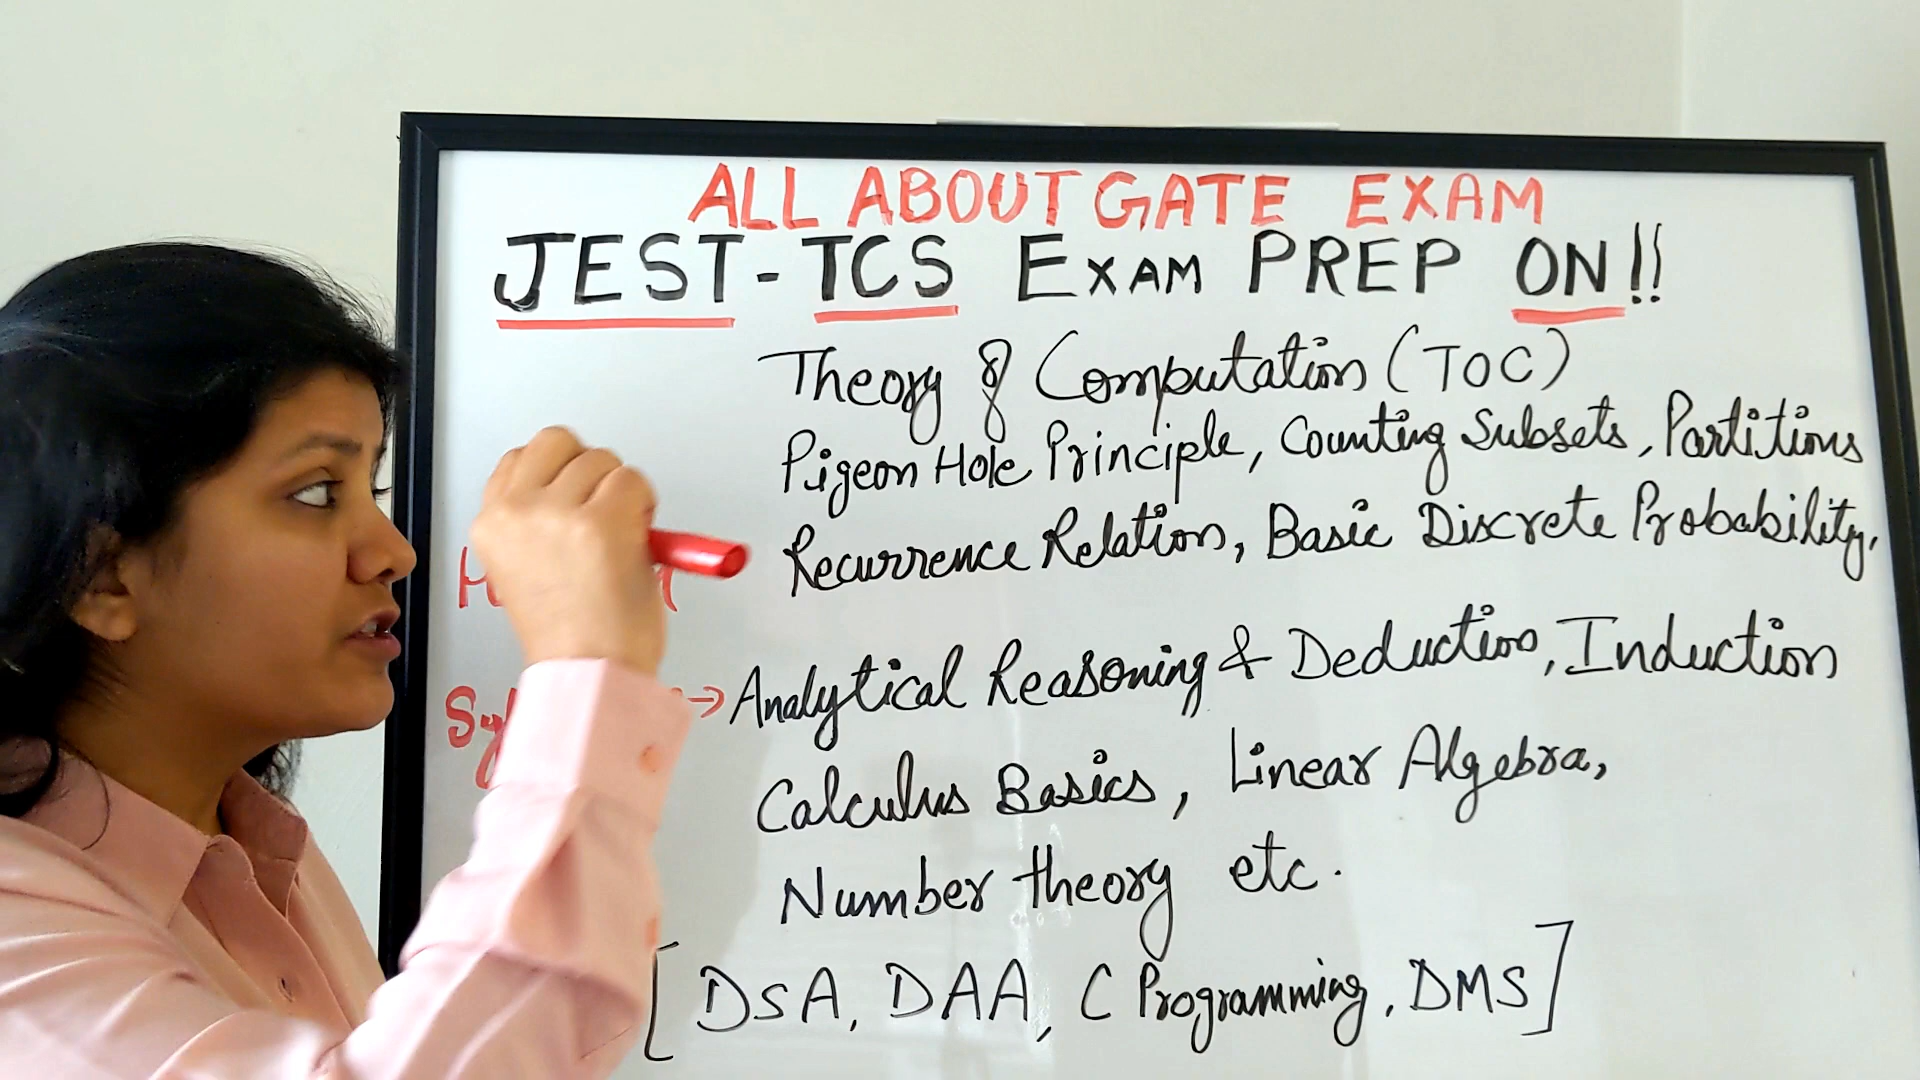 ALL ABOUT GATE EXAM
JEST-TCS EXAM PREP ON!!
Theory of Computation (TOC)
Pigeon Hole Principle, Counting Subsets, Partitions
Recurrence Relation, Basic Discrete Probability,
→ Analytical Reasoning & Deduction, Induction
Calculus Basics, Linear Algebra,
Number theory etc.
[DSA, DAA, C Programming, DMS]